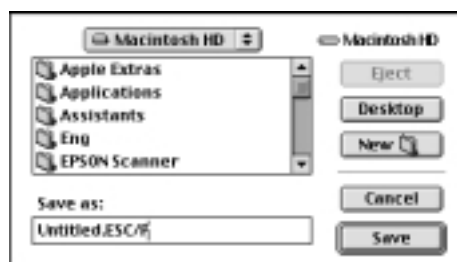 Macintosh HD
Macintosh HD
Apple Extras
Applications
Assistants
Eng
EPSON Scanner
Eject
Desktop
New
Cancel
Save as:
Untitled.ESC/P
Save